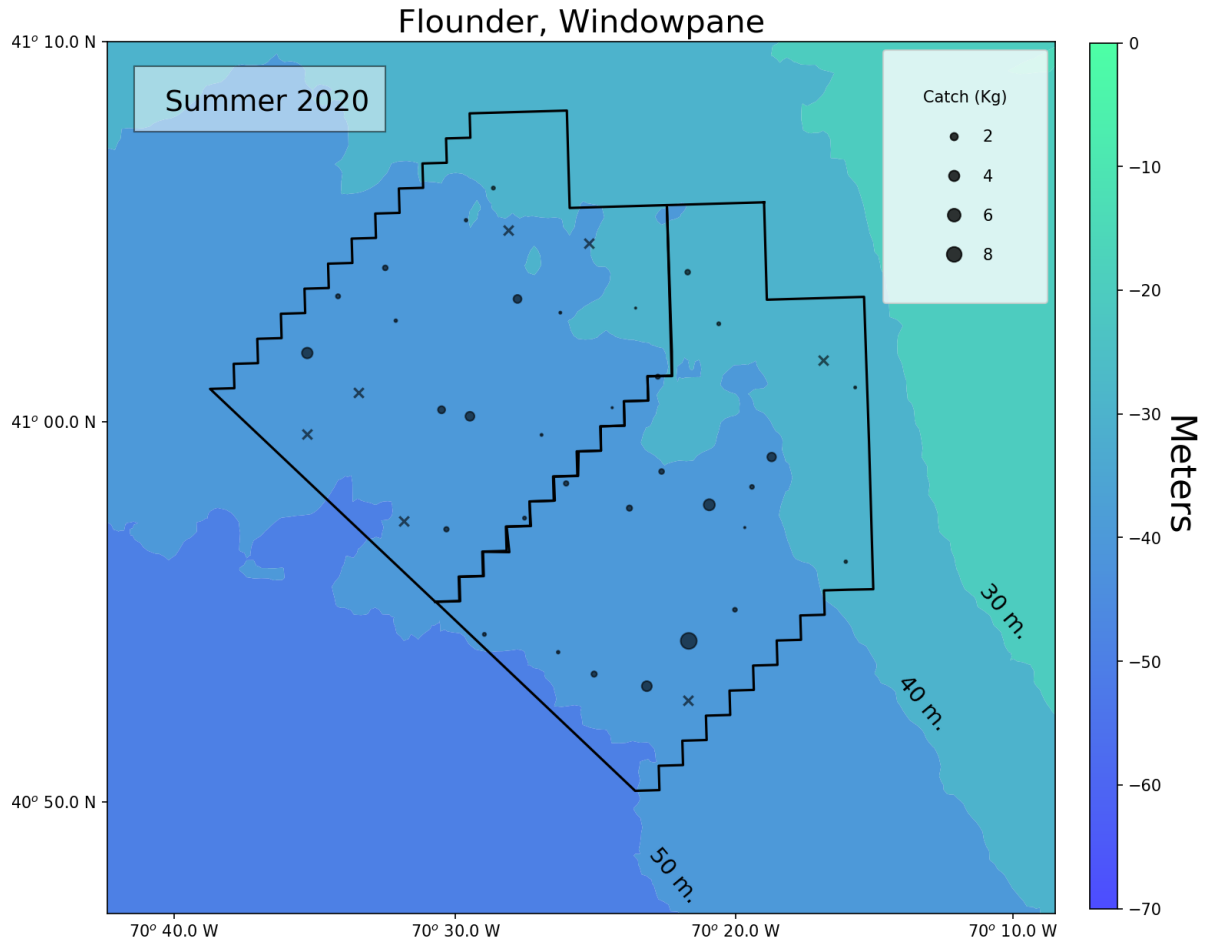 Flounder, Windowpane
41° 10.0 N
Summer 2020
Catch (Kg)
2
4
6
8
41° 00.0 N
40° 50.0 N
30 m.
40 m.
50 m.
70° 40.0 W
70° 30.0 W
70° 20.0 W
70° 10.0 W
0
−10
−20
−30
−40
−50
−60
−70
Meters